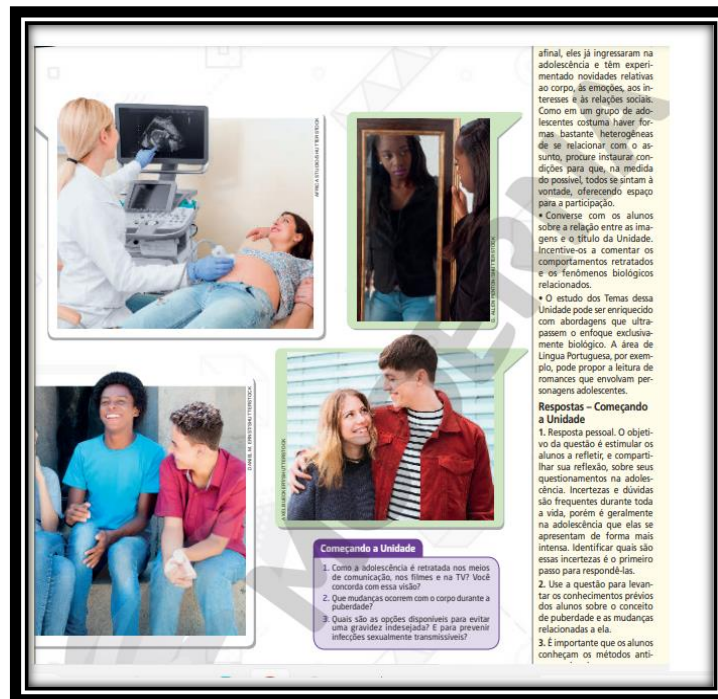 AFRICA STUDIO/SHUTTERSTOCK
DANIEL M. ERNST/SHUTTERSTOCK
Começando a Unidade
1. Como a adolescência é retratada nos meios
de comunicação, nos filmes e na TV? Você
concorda com essa visão?
2. Que mudanças ocorrem com o corpo durante a
puberdade?
3. Quais são as opções disponíveis para evitar
uma gravidez indesejada? E para prevenir
infecções sexualmente transmissíveis?
afinal, eles já ingressaram na
adolescência e têm experi-
mentado novidades relativas
ao corpo, às emoções, aos in-
teresses e às relações sociais.
Como em um grupo de ado-
lescentes costuma haver for-
mas bastante heterogêneas
de se relacionar com o as-
sunto, procure instaurar con-
dições para que, na medida
do possível, todos se sintam à
vontade, oferecendo espaço
para a participação.
• Converse com os alunos
sobre a relação entre as ima-
gens e o título da Unidade.
Incentive-os a comentar os
comportamentos retratados
e os fenômenos biológicos
relacionados.
• O estudo dos Temas dessa
Unidade pode ser enriquecido
com abordagens que ultra-
passem o enfoque exclusiva-
mente biológico. A área de
Língua Portuguesa, por exem-
plo, pode propor a leitura de
romances que envolvam per-
sonagens adolescentes.
Respostas – Começando
a Unidade
1. Resposta pessoal. O objeti-
vo da questão é estimular os
alunos a refletir, e comparti-
lhar sua reflexão, sobre seus
questionamentos na adoles-
cência. Incertezas e dúvidas
são frequentes durante toda
a vida, porém é geralmente
na adolescência que elas se
apresentam de forma mais
intensa. Identificar quais são
essas incertezas é o primeiro
passo para respondê-las.
2. Use a questão para levan-
tar os conhecimentos prévios
dos alunos sobre o conceito
de puberdade e as mudanças
relacionadas a ela.
3. É importante que os alunos
conheçam os métodos anti-
MODERNA